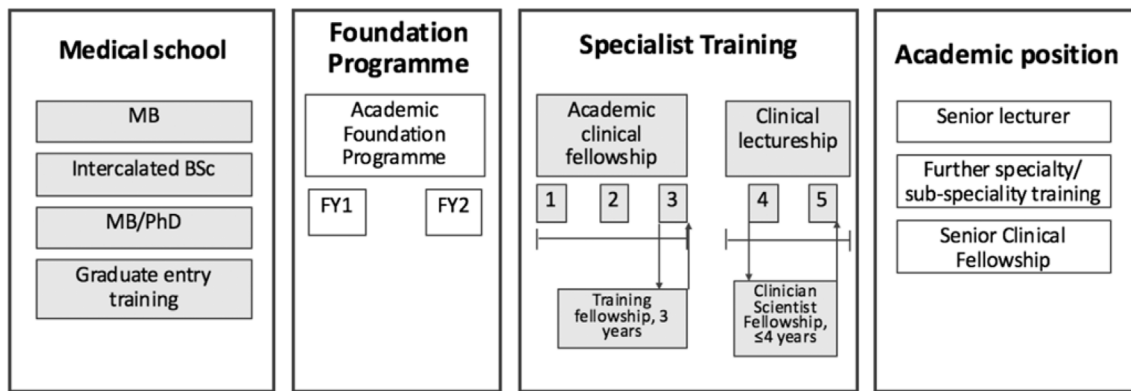 Medical school
MB
Intercalated BSc
MB/PhD
Graduate entry
training
Foundation
Programme
Academic
Foundation
Programme
FY1
FY2
Specialist Training
Academic
clinical
fellowship
1
2
3
Training
fellowship, 3
years
Clinical
lectureship
4
5
Clinician
Scientist
Fellowship,
≤4 years
Academic position
Senior lecturer
Further specialty/
sub-speciality training
Senior Clinical
Fellowship